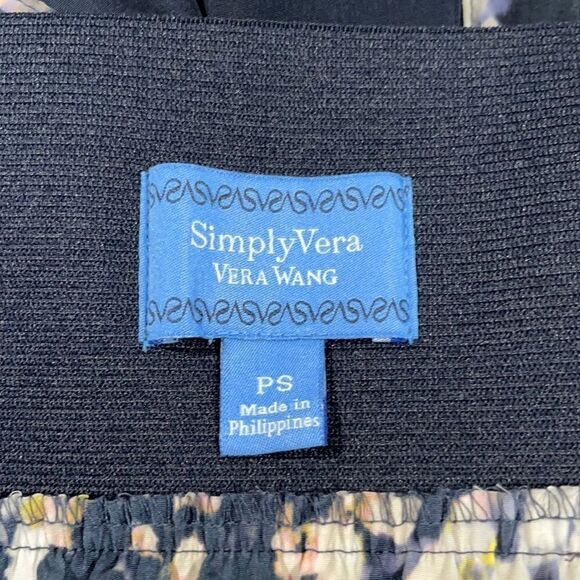 SimplyVera
VERA WANG
PS
Made in
Philippines